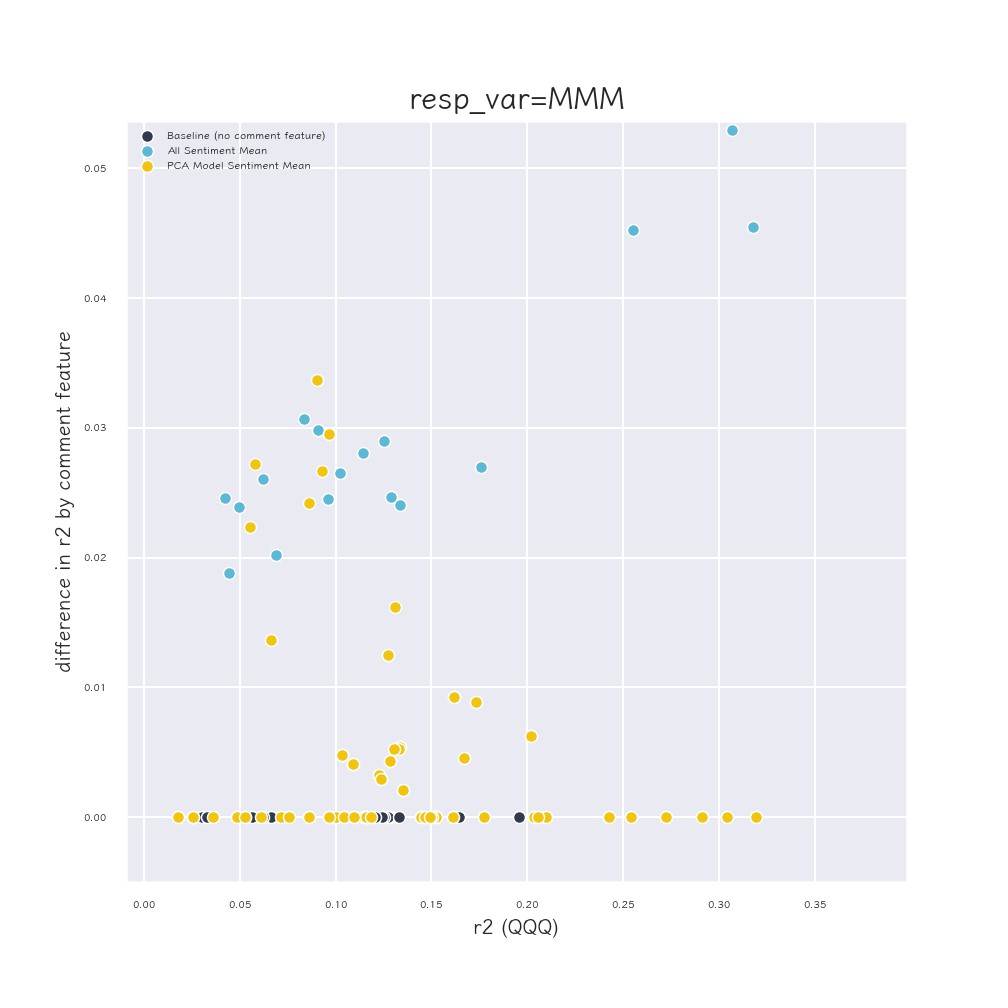 resp_var=MMM
Baseline (no comment feature)
All Sentiment Mean
PCA Model Sentiment Mean
0.05
0.04
0.03
0.02
0.01
0.00
difference in r2 by comment feature
0.00 0.05 0.10 0.15 0.20 0.25 0.30 0.35
r2 (QQQ)